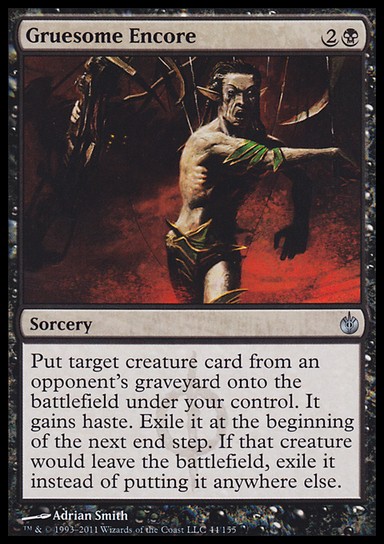 Gruesome Encore 2
Sorcery
Put target creature card from an
opponent's graveyard onto the
battlefield under your control. It
gains haste. Exile it at the beginning
of the next end step. If that creature
would leave the battlefield, exile it
instead of putting it anywhere else.
Adrian Smith
™ & © 1993-2011 Wizards of the Coast LLC 44/155